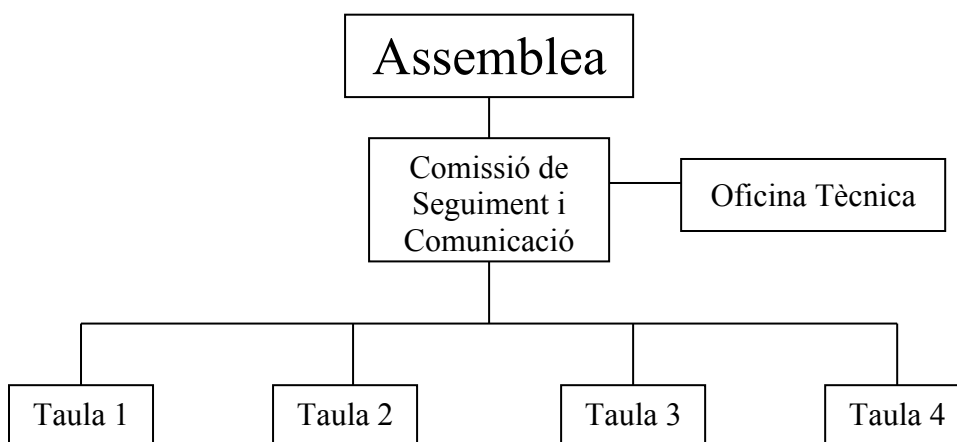 Assemblea
Comissió de
Seguiment i
Comunicació
Oficina Tècnica
Taula 1
Taula 2
Taula 3
Taula 4